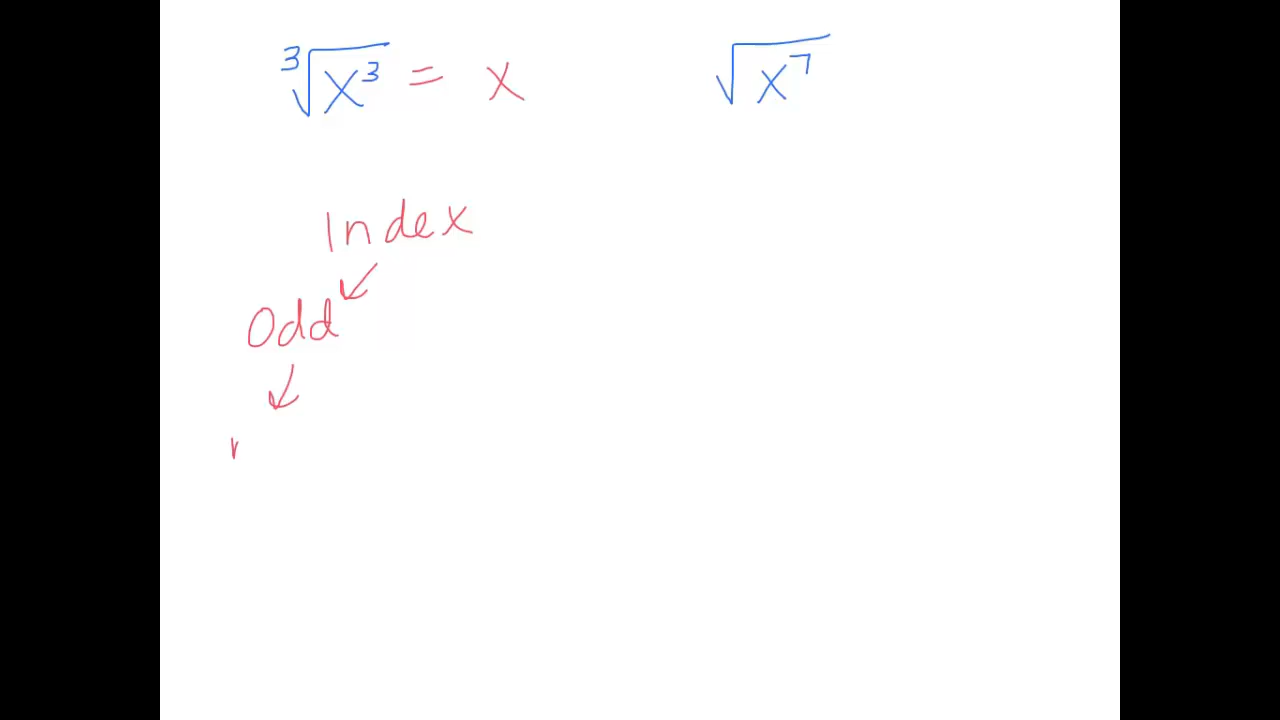 ∛x³ = x
√x⁷
Index
Odd